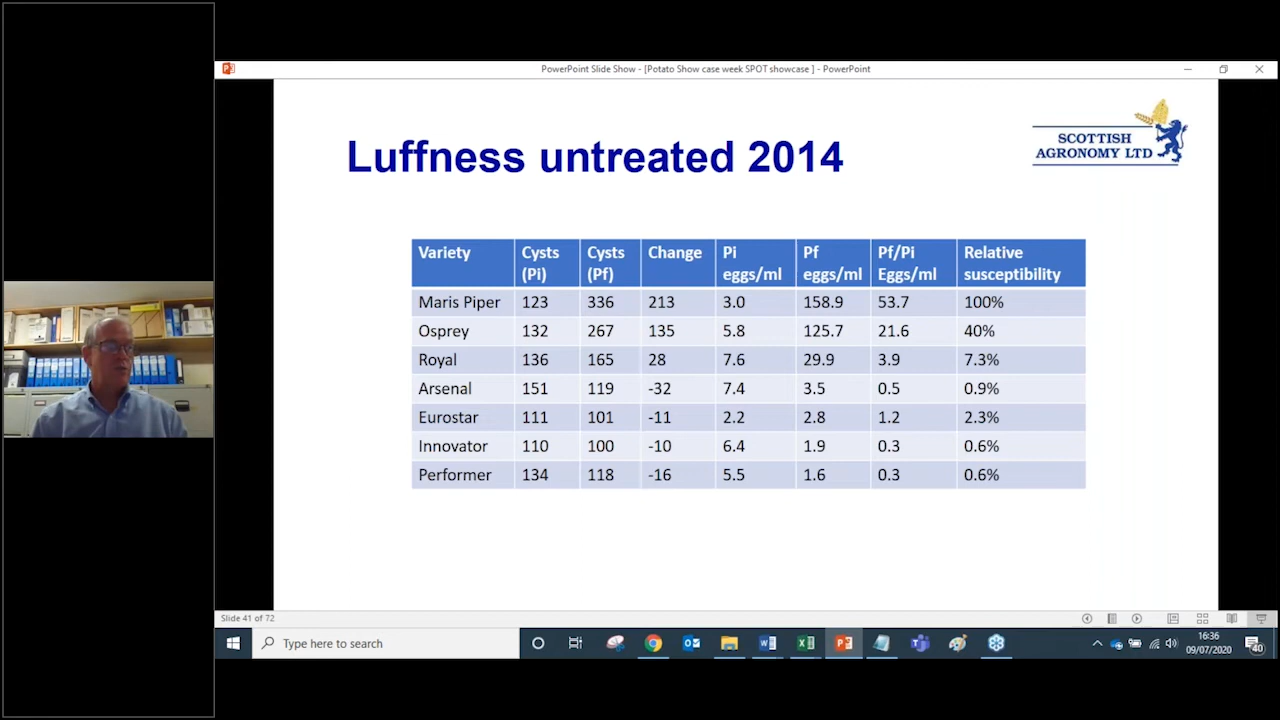 PowerPoint Slide Show - [Potato Show case week SPOT showcase ] - PowerPoint
Luffness untreated 2014
SCOTTISH
AGRONOMY LTD
Variety Cysts (Pi) Cysts (Pf) Change Pi eggs/ml Pf eggs/ml Pf/Pi Eggs/ml Relative susceptibility
Maris Piper 123 336 213 3.0 158.9 53.7 100%
Osprey 132 267 135 5.8 125.7 21.6 40%
Royal 136 165 28 7.6 29.9 3.9 7.3%
Arsenal 151 119 -32 7.4 3.5 0.5 0.9%
Eurostar 111 101 -11 2.2 2.8 1.2 2.3%
Innovator 110 100 -10 6.4 1.9 0.3 0.6%
Performer 134 118 -16 5.5 1.6 0.3 0.6%
Slide 41 of 72
Type here to search
16:36
09/07/2020
40